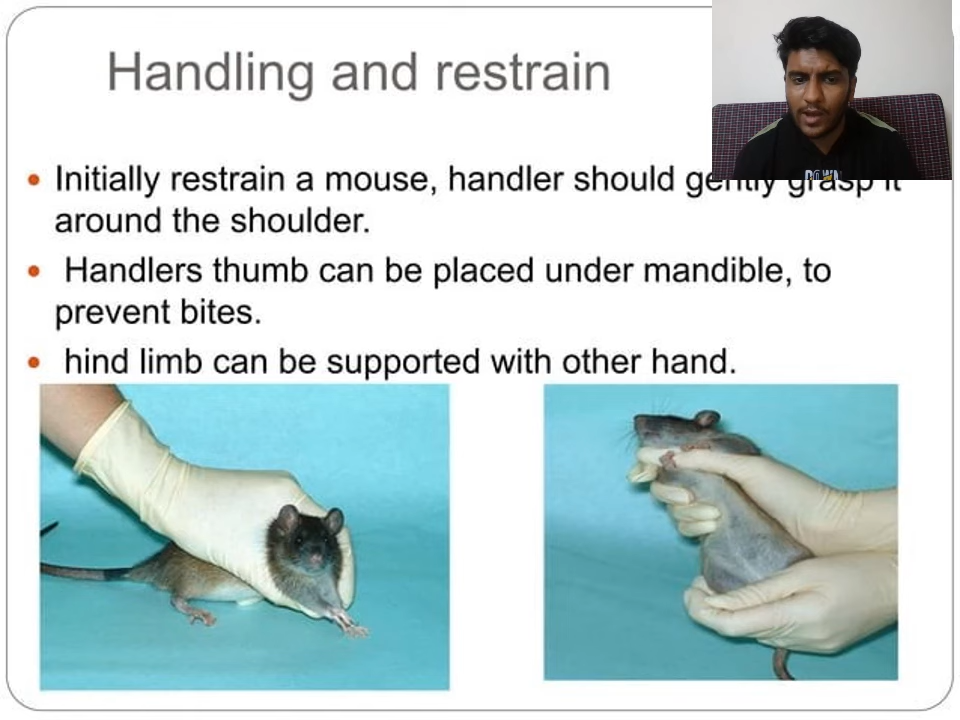 Handling and restrain
• Initially restrain a mouse, handler should gently grasp it
around the shoulder.
• Handlers thumb can be placed under mandible, to
prevent bites.
• hind limb can be supported with other hand.
DOWN